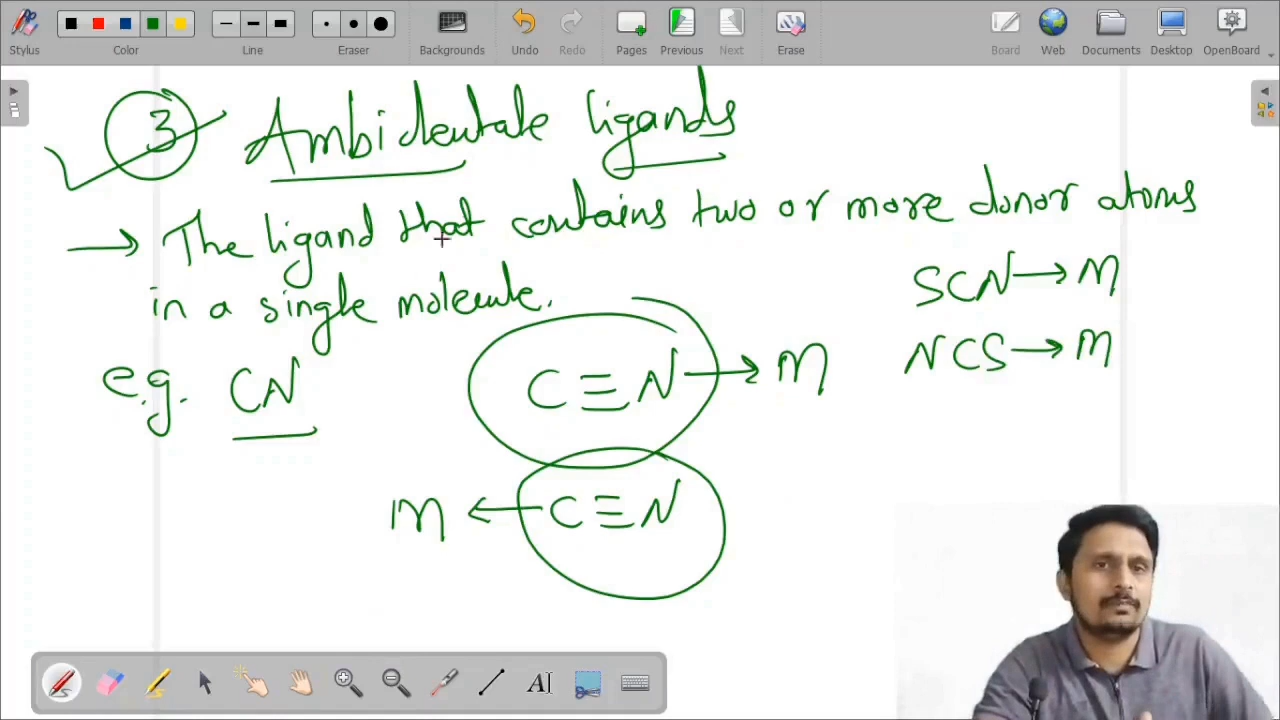 Stylus Color Line Eraser Backgrounds Undo Redo Pages Previous Next Erase Board Web Documents Desktop OpenBoard
3 Ambidentate ligands
→ The ligand that contains two or more donor atoms
in a single molecule.
SCN → M
NCS → M
e.g. CN
C≡N → M
M ← C≡N
AI